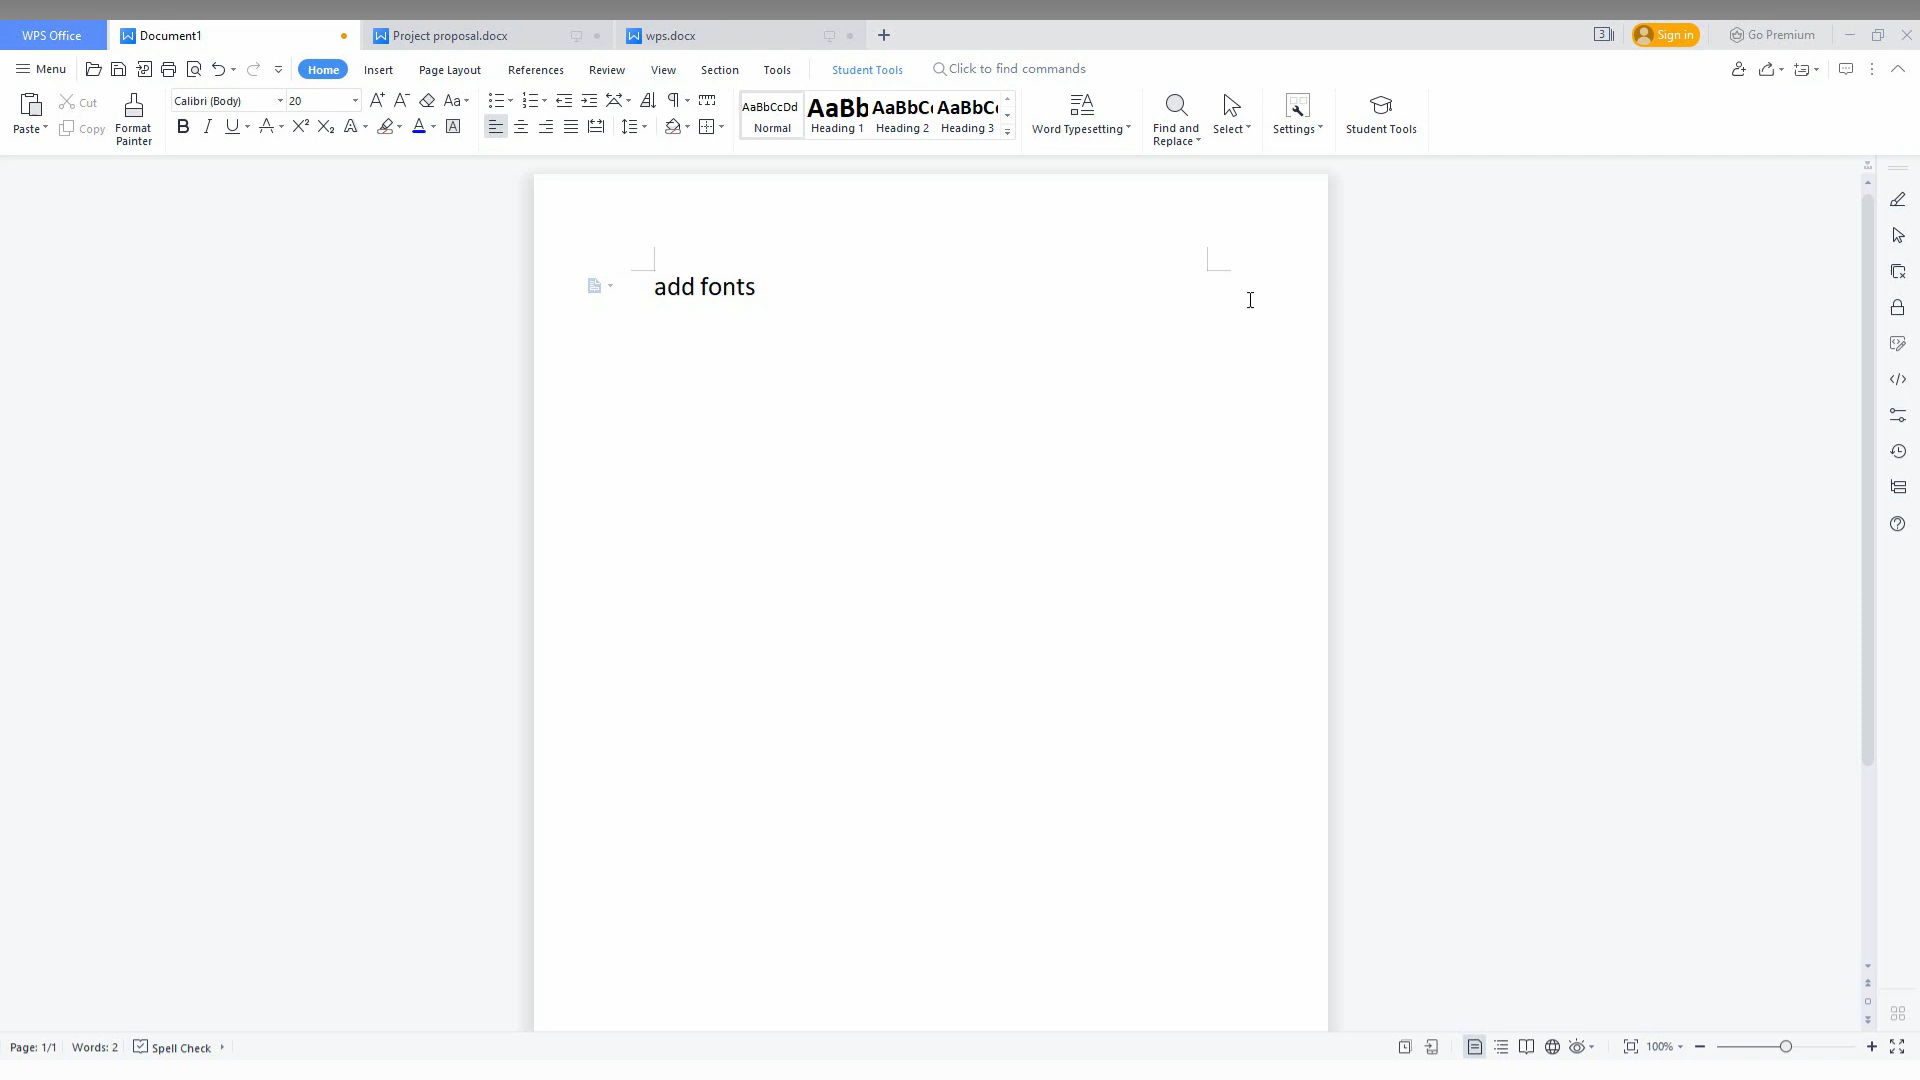 WPS Office Document1 Project proposal.docx wps.docx 3 Sign in Go Premium
Menu Home Insert Page Layout References Review View Section Tools Student Tools Click to find commands
Paste Cut Copy Format Painter Calibri (Body) 20 Aa
AaBbCcDd AaBb AaBbC AaBbC
Normal Heading 1 Heading 2 Heading 3 Word Typesetting Find and Replace Select Settings Student Tools
add fonts
Page: 1/1 Words: 2 Spell Check 100%